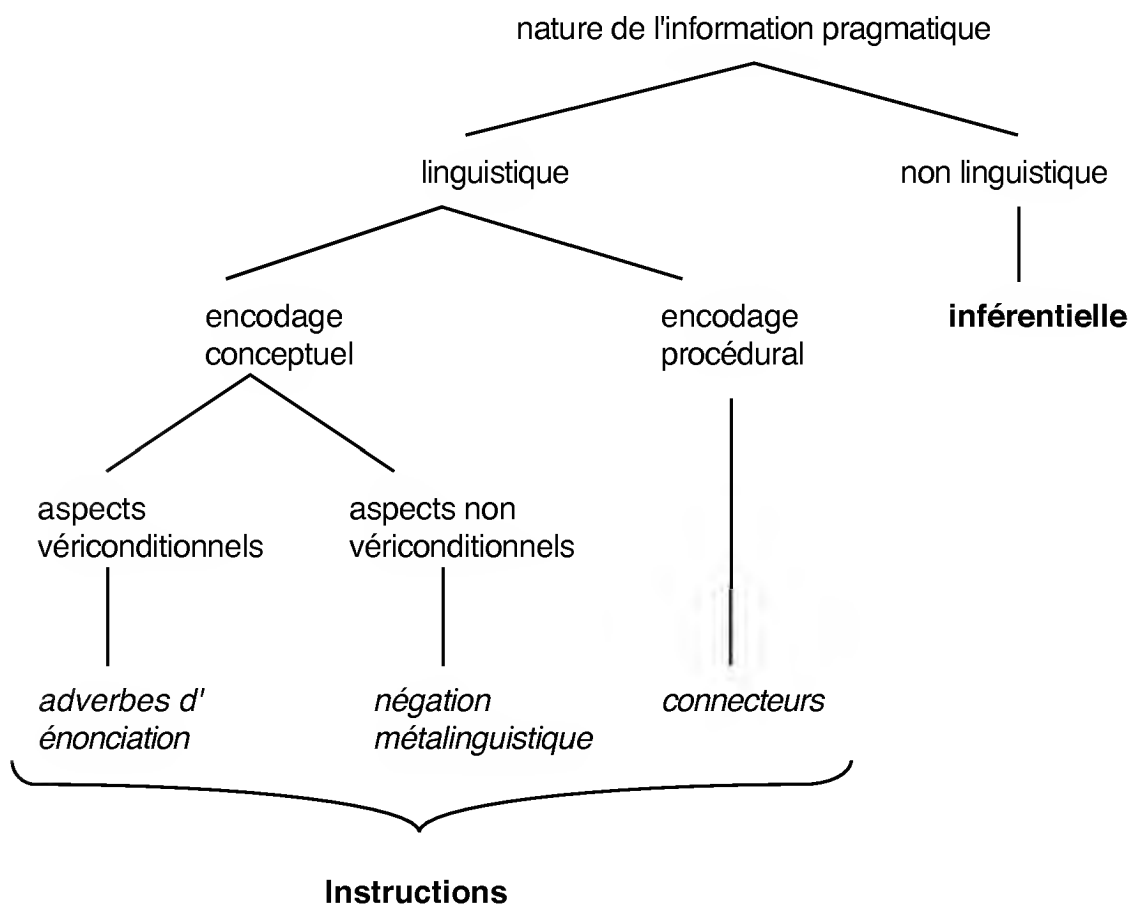 nature de l'information pragmatique
linguistique
non linguistique
encodage
conceptuel
encodage
procédural
inférentielle
aspects
vériconditionnels
aspects non
vériconditionnels
adverbes d'
énonciation
négation
métalinguistique
connecteurs
Instructions